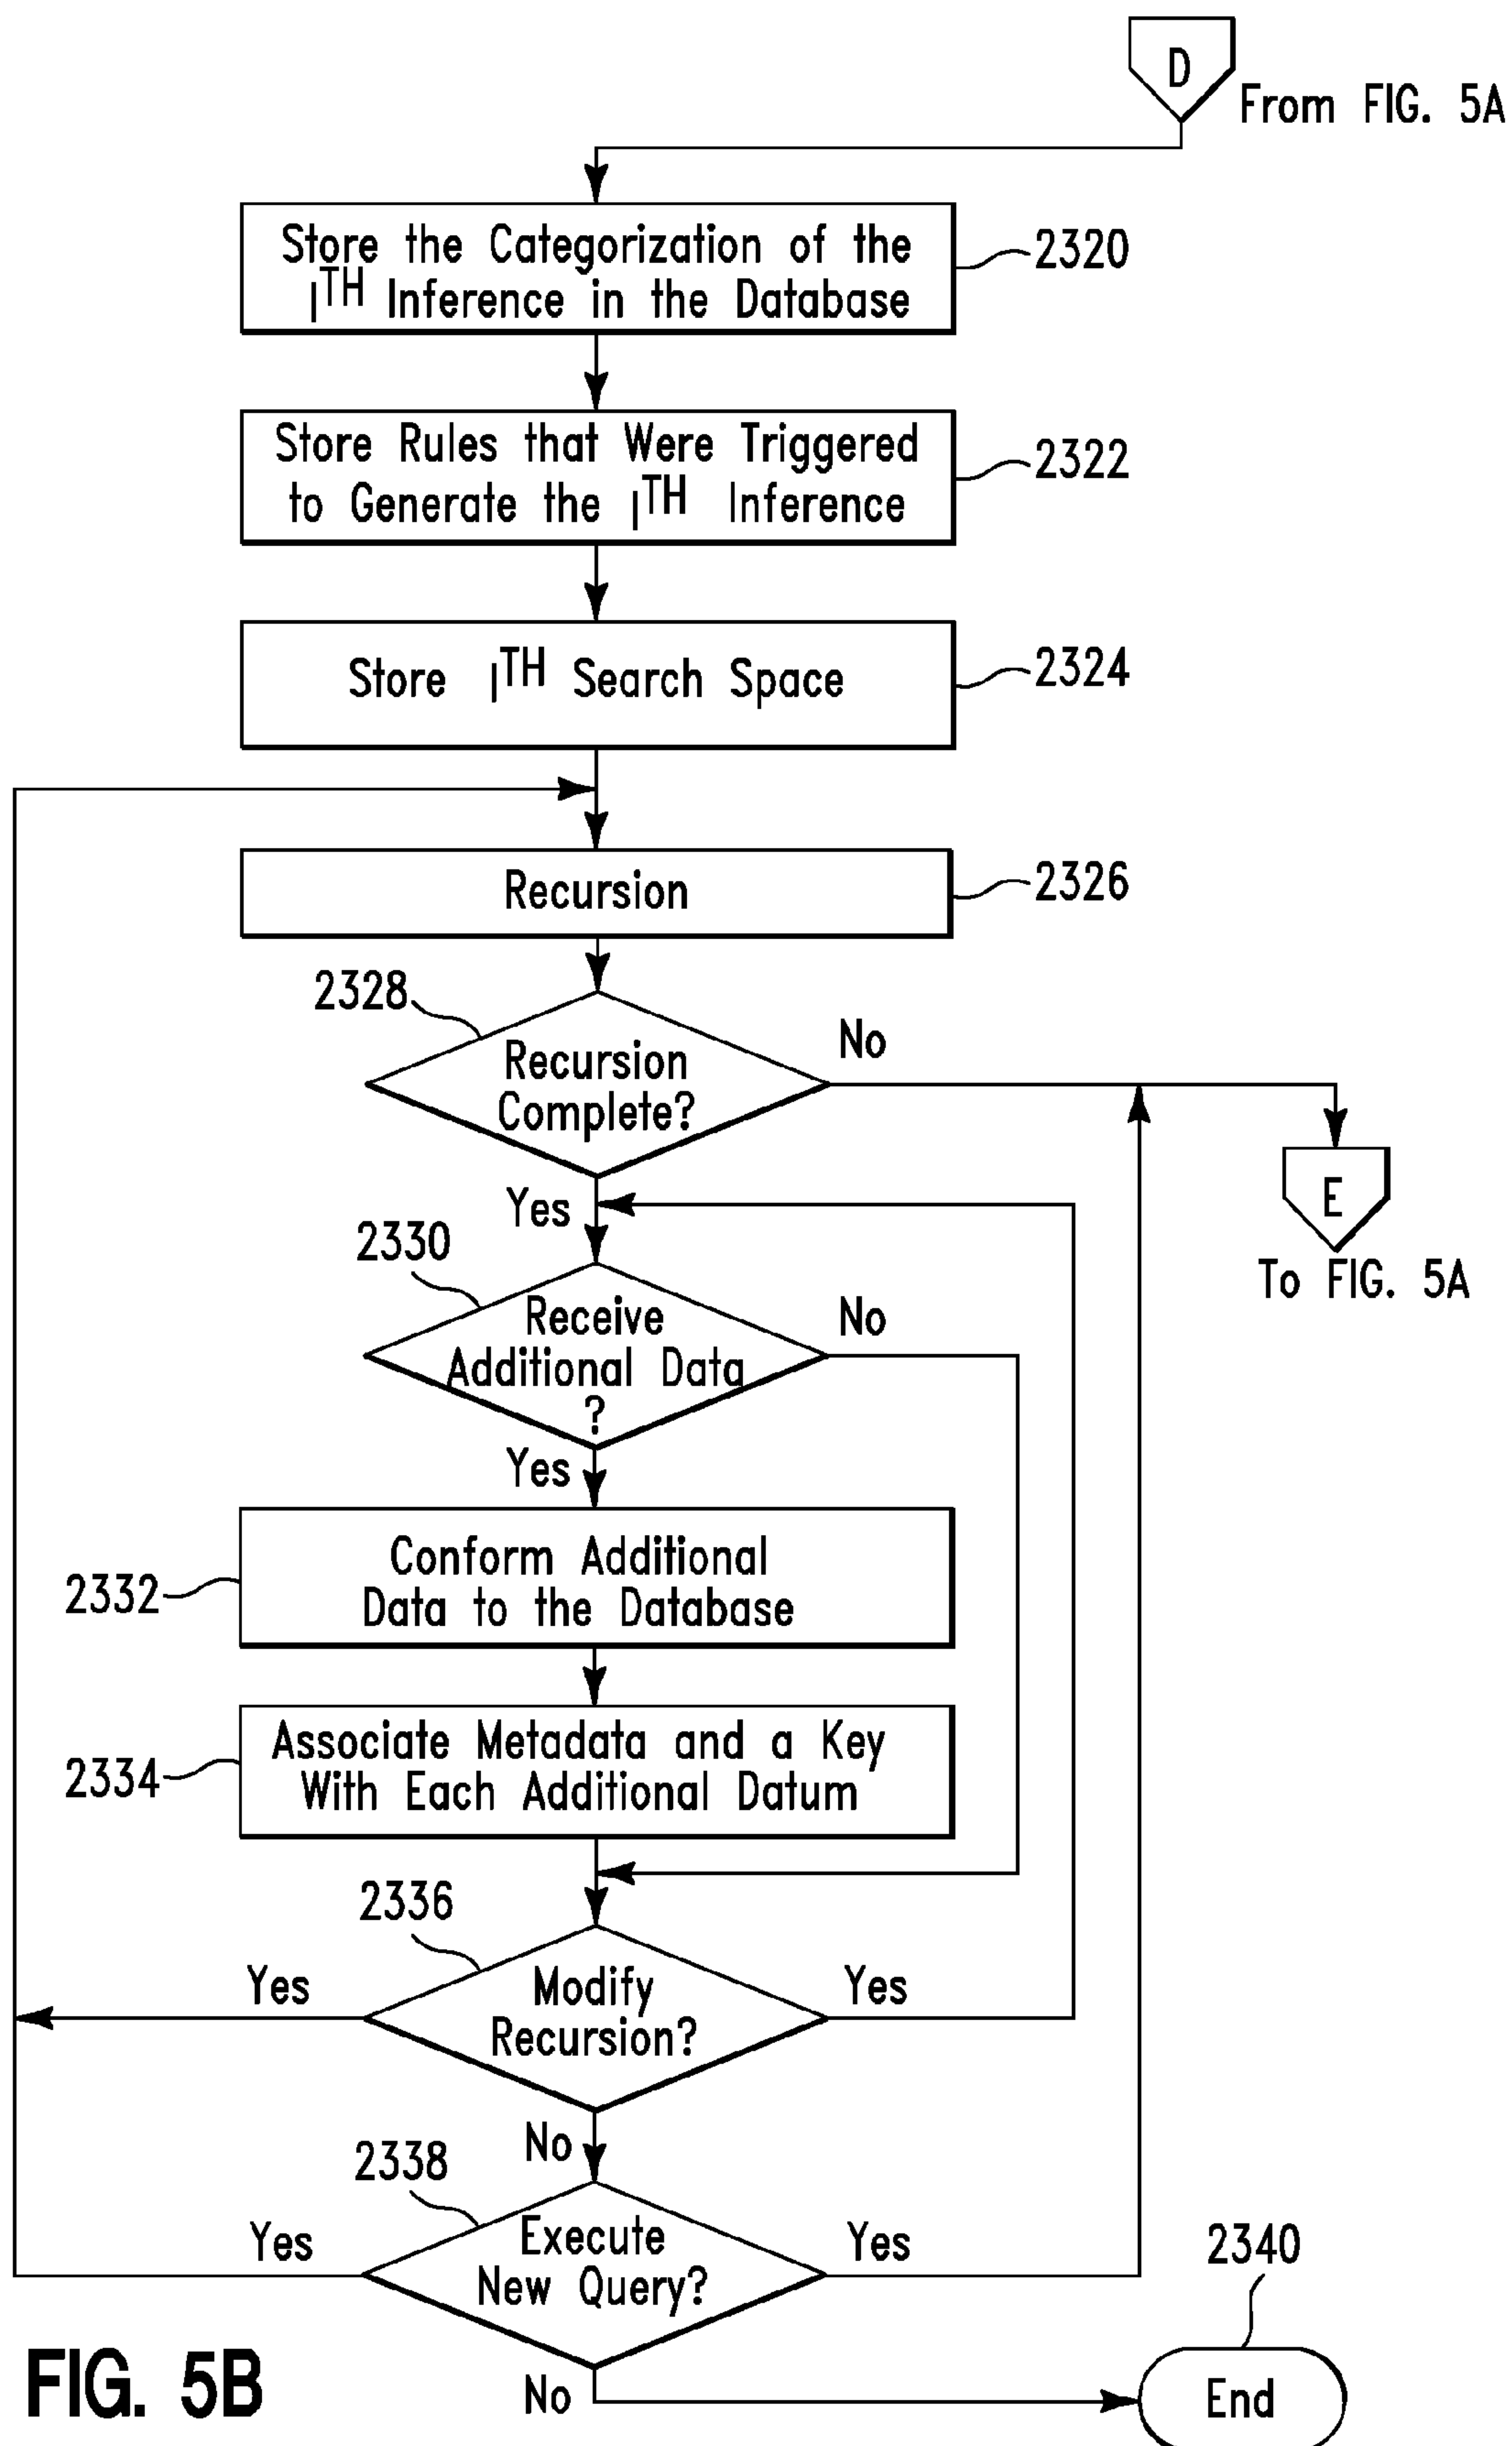 D
From FIG. 5A
Store the Categorization of the
ITH Inference in the Database
2320
Store Rules that Were Triggered
to Generate the ITH Inference
2322
Store ITH Search Space
2324
Recursion
2326
2328
Recursion
Complete?
No
Yes
E
To FIG. 5A
2330
Receive
Additional Data
?
No
Yes
Conform Additional
Data to the Database
2332
Associate Metadata and a Key
With Each Additional Datum
2334
2336
Yes
Modify
Recursion?
Yes
No
2338
Yes
Execute
New Query?
Yes
No
2340
End
FIG. 5B